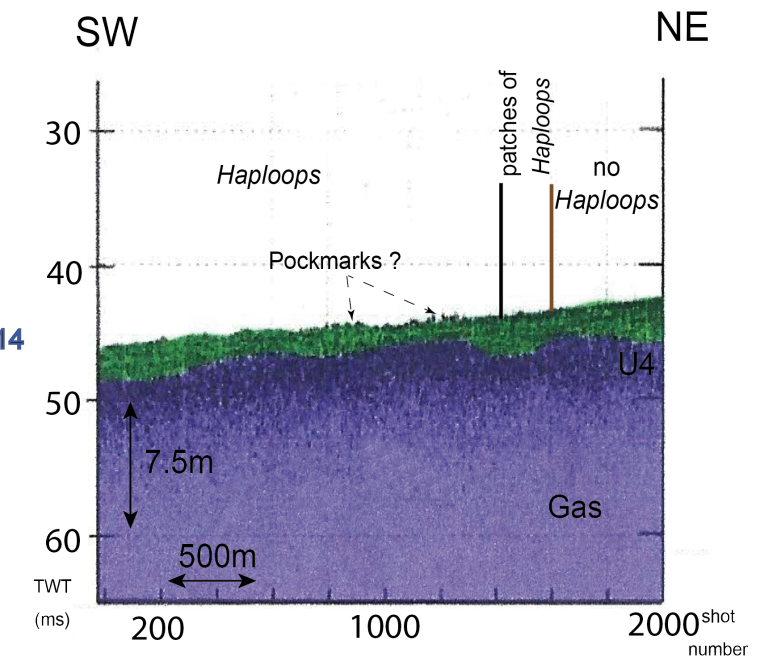 SW
NE
patches of
Haploops
30
Haploops
no
Haploops
Pockmarks ?
40
14
U4
50
7.5m
Gas
60
500m
TWT
(ms)
200
1000
2000
shot
number